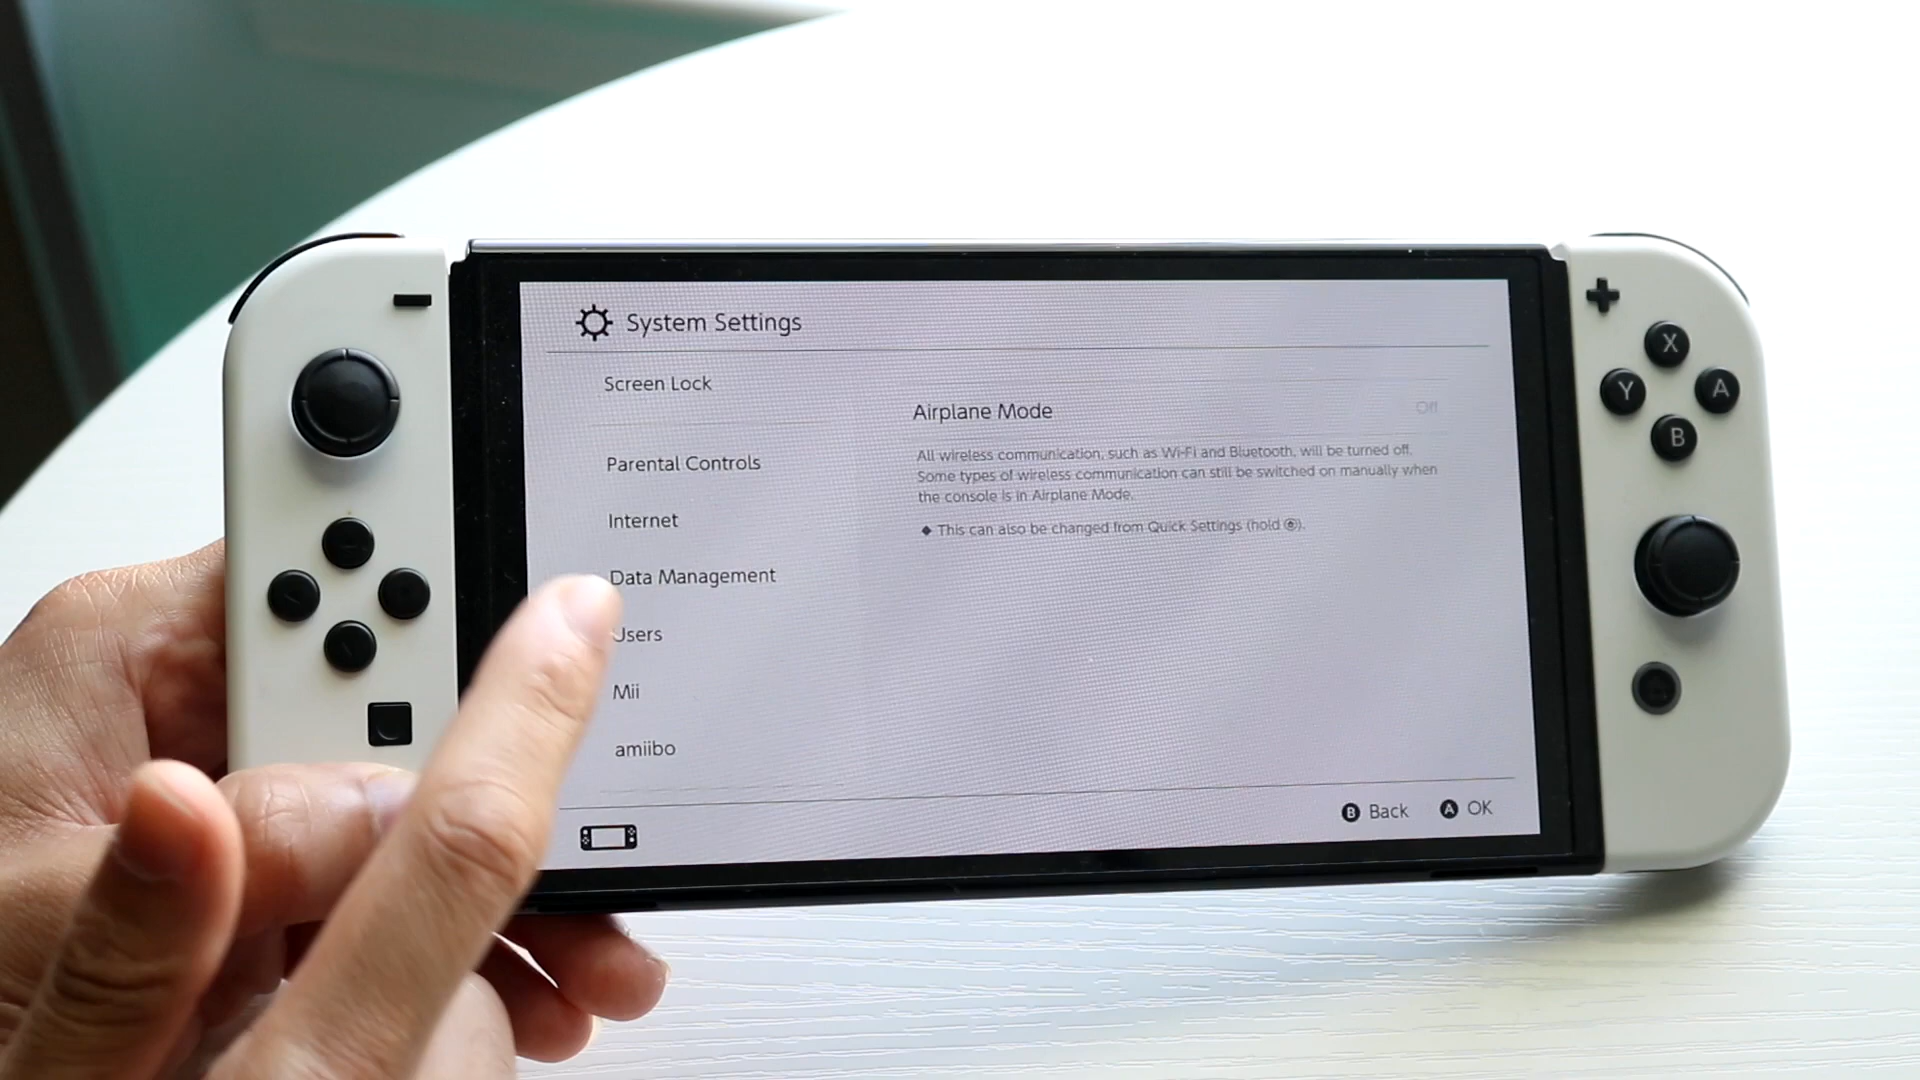 System Settings
Screen Lock
Parental Controls
Internet
Data Management
Users
Mii
amiibo
Airplane Mode
Off
All wireless communication, such as Wi-Fi and Bluetooth, will be turned off.
Some types of wireless communication can still be switched on manually when
the console is in Airplane Mode.
◆ This can also be changed from Quick Settings (hold ).
B Back
A OK
X
Y
A
B